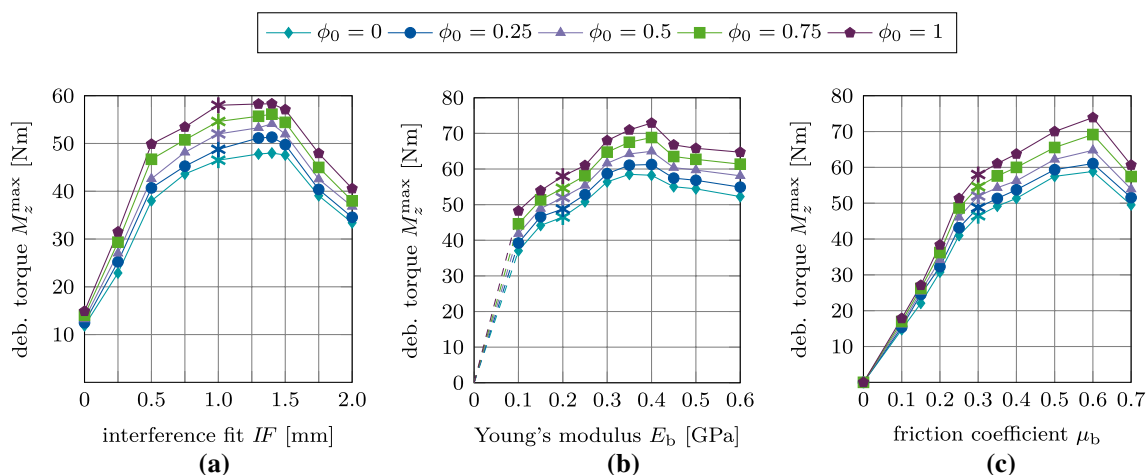 ϕ₀ = 0 ϕ₀ = 0.25 ϕ₀ = 0.5 ϕ₀ = 0.75 ϕ₀ = 1
deb. torque M_z^max [Nm]
60
50
40
30
20
10
0 0.5 1.0 1.5 2.0
interference fit IF [mm]
(a)
deb. torque M_z^max [Nm]
80
70
60
50
40
30
20
10
0
0 0.1 0.2 0.3 0.4 0.5 0.6
Young's modulus E_b [GPa]
(b)
deb. torque M_z^max [Nm]
80
70
60
50
40
30
20
10
0
0 0.1 0.2 0.3 0.4 0.5 0.6 0.7
friction coefficient μ_b
(c)